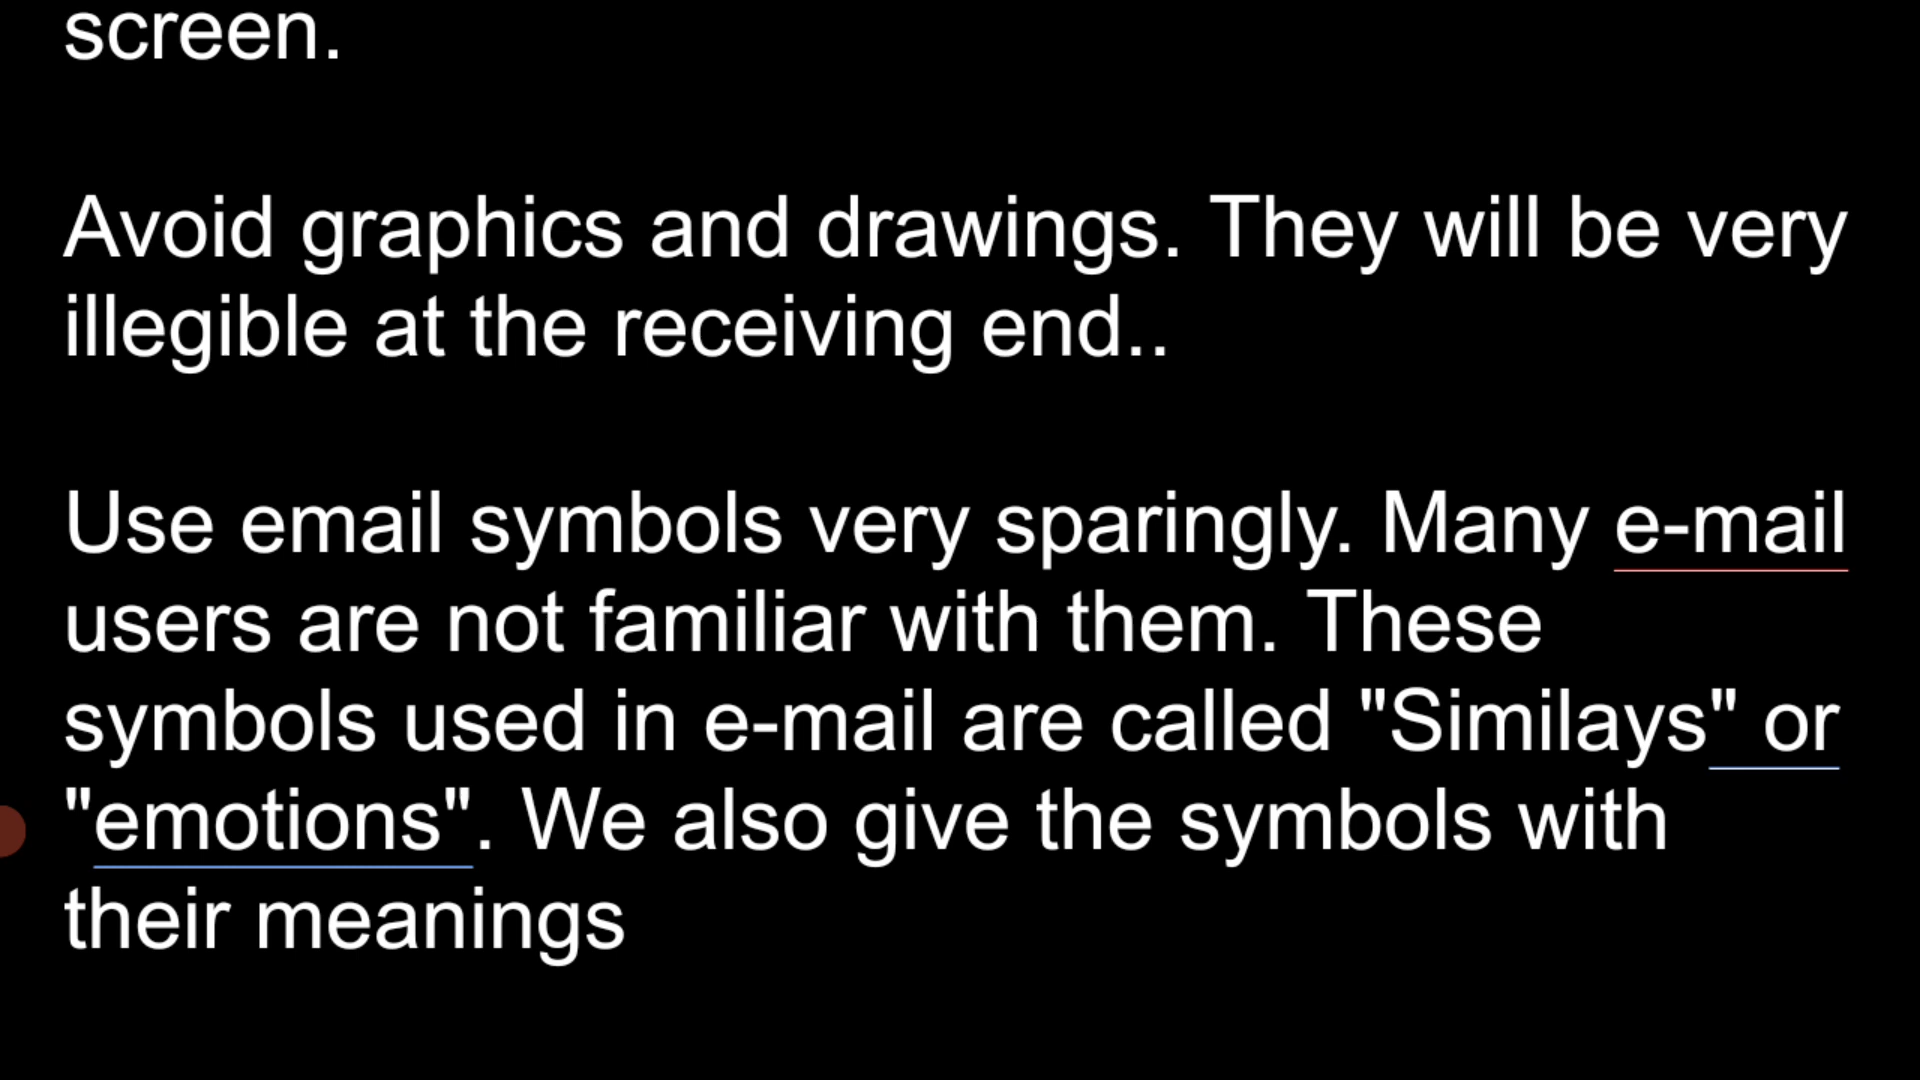 screen.
Avoid graphics and drawings. They will be very
illegible at the receiving end..
Use email symbols very sparingly. Many e-mail
users are not familiar with them. These
symbols used in e-mail are called "Similays" or
"emotions". We also give the symbols with
their meanings